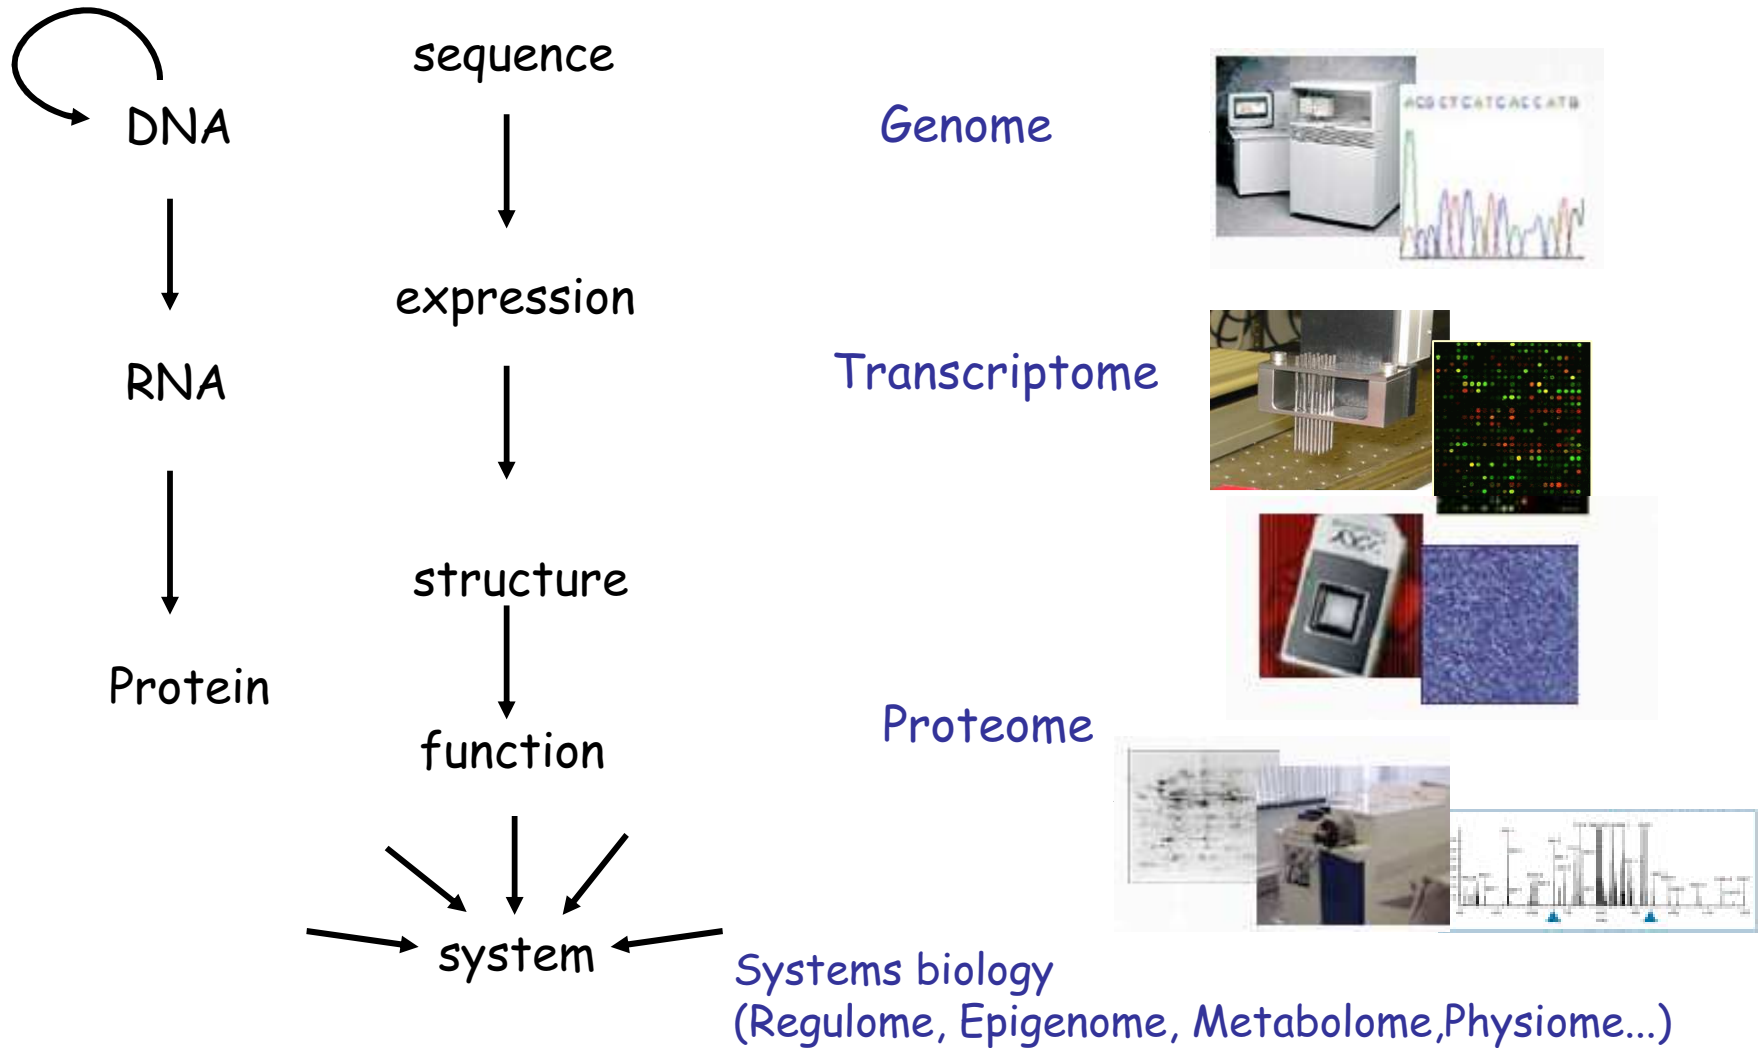 sequence
DNA
Genome
expression
RNA
Transcriptome
structure
Protein
Proteome
function
system
Systems biology
(Regulome, Epigenome, Metabolome,Physiome...)